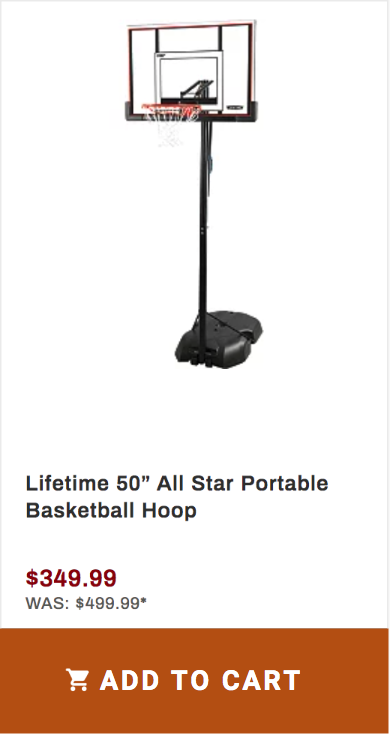 Lifetime 50” All Star Portable
Basketball Hoop
$349.99
WAS: $499.99*
ADD TO CART